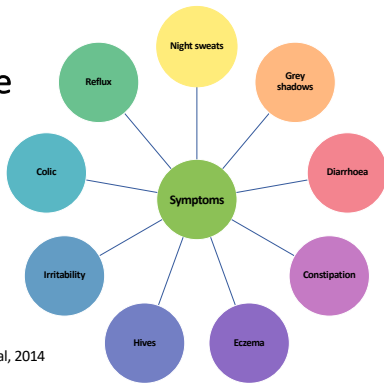 Night sweats
Grey
shadows
Diarrhoea
Constipation
Eczema
Hives
Irritability
Colic
Reflux
Symptoms
e
al, 2014